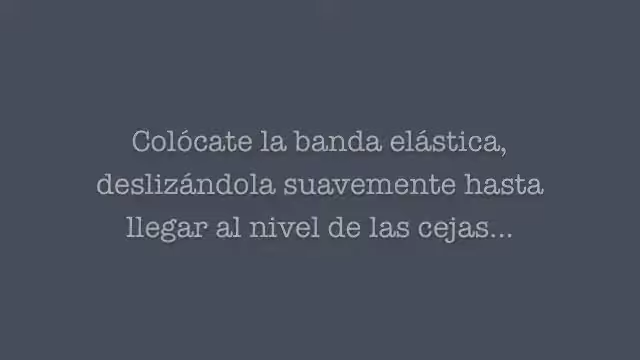 Colócate la banda elástica,
deslizándola suavemente hasta
llegar al nivel de las cejas...